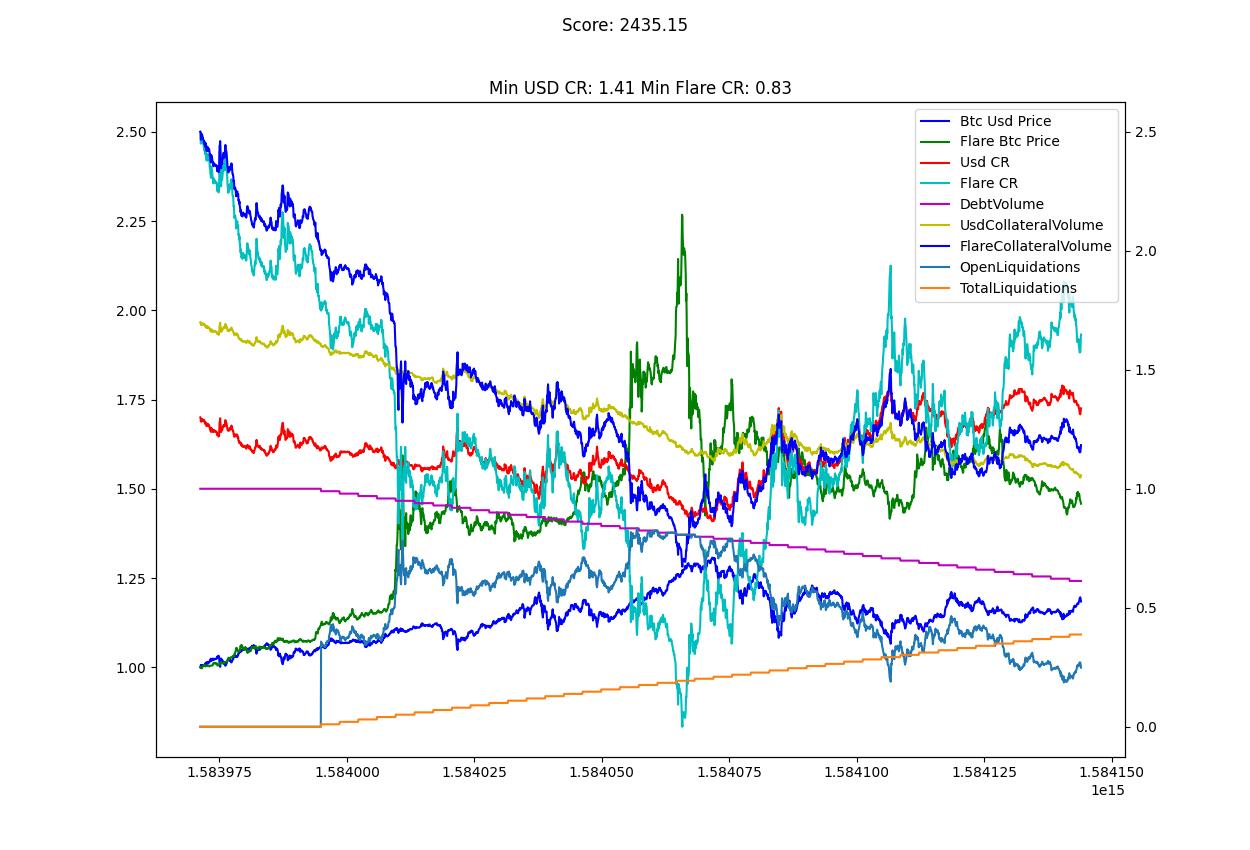 Score: 2435.15
Min USD CR: 1.41 Min Flare CR: 0.83
Btc Usd Price
Flare Btc Price
Usd CR
Flare CR
DebtVolume
UsdCollateralVolume
FlareCollateralVolume
OpenLiquidations
TotalLiquidations
2.50
2.25
2.00
1.75
1.50
1.25
1.00
2.5
2.0
1.5
1.0
0.5
0.0
1.583975 1.584000 1.584025 1.584050 1.584075 1.584100 1.584125 1.584150
1e15